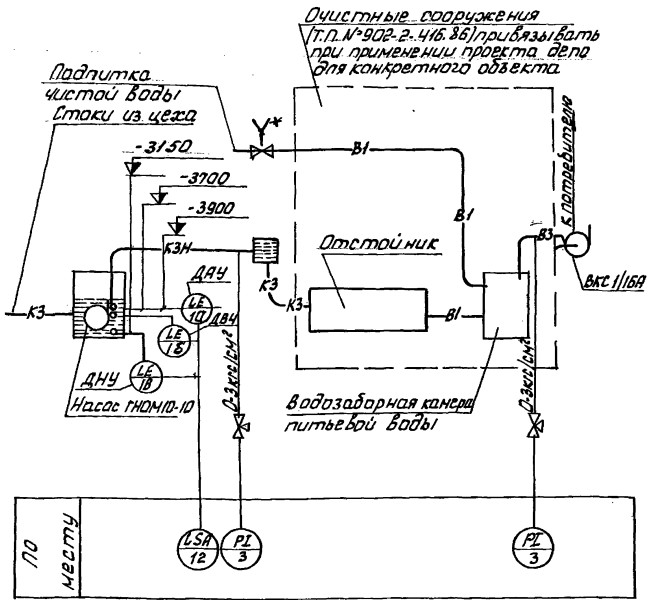 Очистные сооружения
(Т.П. №902-2-416.86) привязывать
при применении проекта депо
для конкретного объекта
Подпитка
чистой воды
Стоки из цеха
-3150
-3700
-3900
В1
В1
к потребителю
К3Н
В3
ВКС 1/16А
Отстойник
ДАУ
К3
К3
К3
В1
LE
1а
LE
1б
ДВУ
ДНУ
LE
1в
Насос ГНОМ10-10
0-3кгс/см²
0-3кгс/см²
Водозаборная камера
питьевой воды
по
месту
LSA
12
PI
3
PI
3